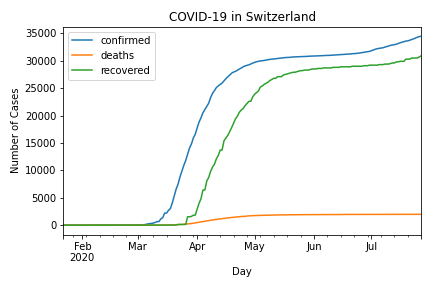 COVID-19 in Switzerland
confirmed
deaths
recovered
35000
30000
25000
20000
15000
10000
5000
0
Number of Cases
Feb Mar Apr May Jun Jul
2020
Day